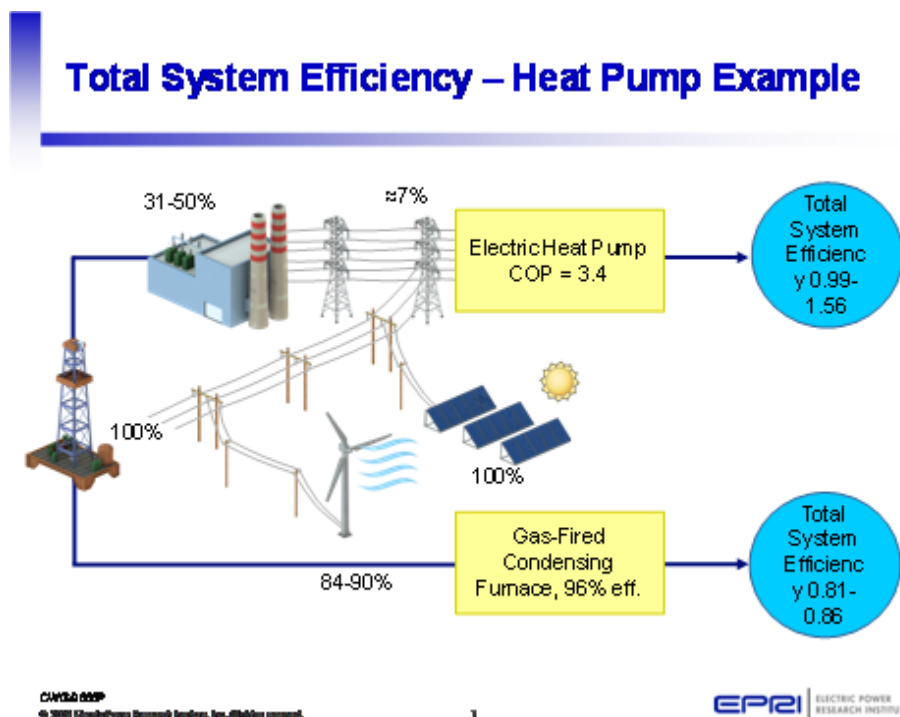 Total System Efficiency – Heat Pump Example
31-50%
≈7%
Electric Heat Pump
COP = 3.4
Total
System
Efficienc
y 0.99-
1.56
100%
100%
84-90%
Gas-Fired
Condensing
Furnace, 96% eff.
Total
System
Efficienc
y 0.81-
0.86
1
EPRI
ELECTRIC POWER
RESEARCH INSTITU